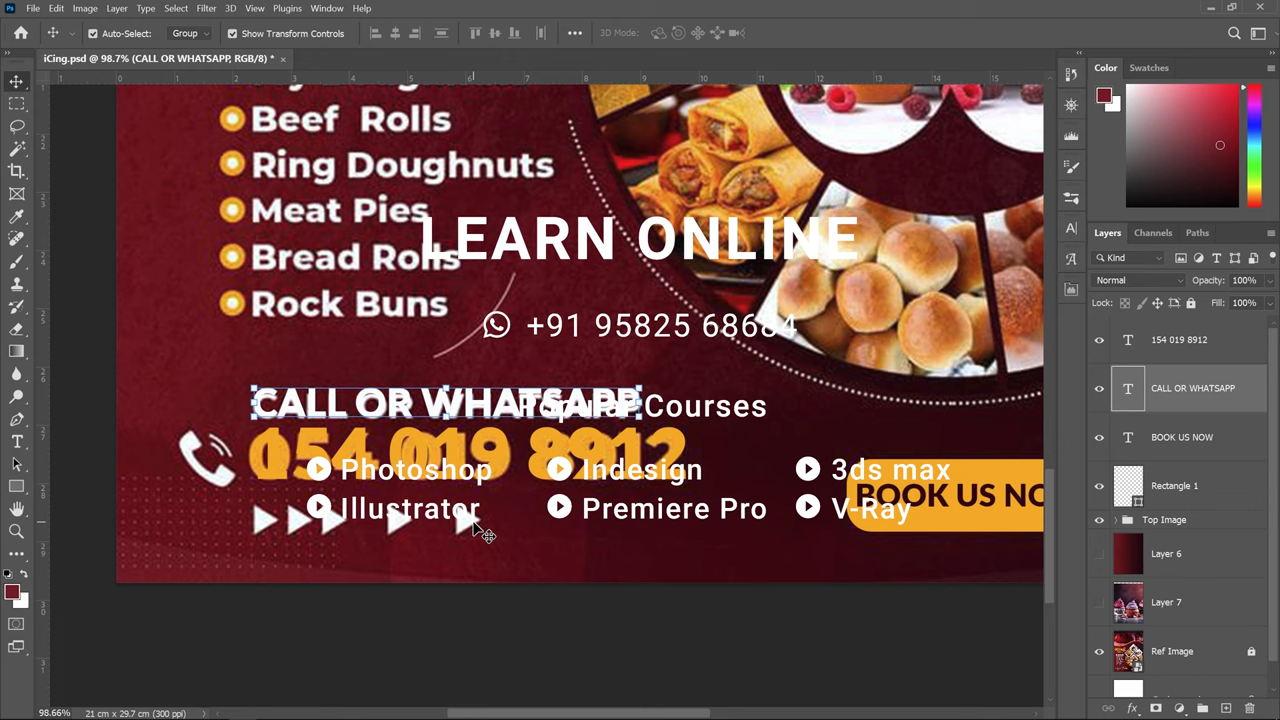 File Edit Image Layer Type Select Filter 3D View Plugins Window Help
Auto-Select: Group Show Transform Controls 3D Mode:
iCing.psd @ 98.7% (CALL OR WHATSAPP, RGB/8) *
Color Swatches
Beef Rolls
Ring Doughnuts
Meat Pies
LEARN ONLINE
Bread Rolls
Rock Buns
+91 95825 68684
CALL OR WHATSAPP
Popular Courses
154 019 8912
Photoshop Indesign 3ds max
Illustrator Premiere Pro V-Ray
BOOK US NO
Layers Channels Paths
Kind
Normal Opacity: 100%
Lock: Fill: 100%
154 019 8912
CALL OR WHATSAPP
BOOK US NOW
Rectangle 1
Top Image
Layer 6
Layer 7
Ref Image
98.66% 21 cm x 29.7 cm (300 ppi)